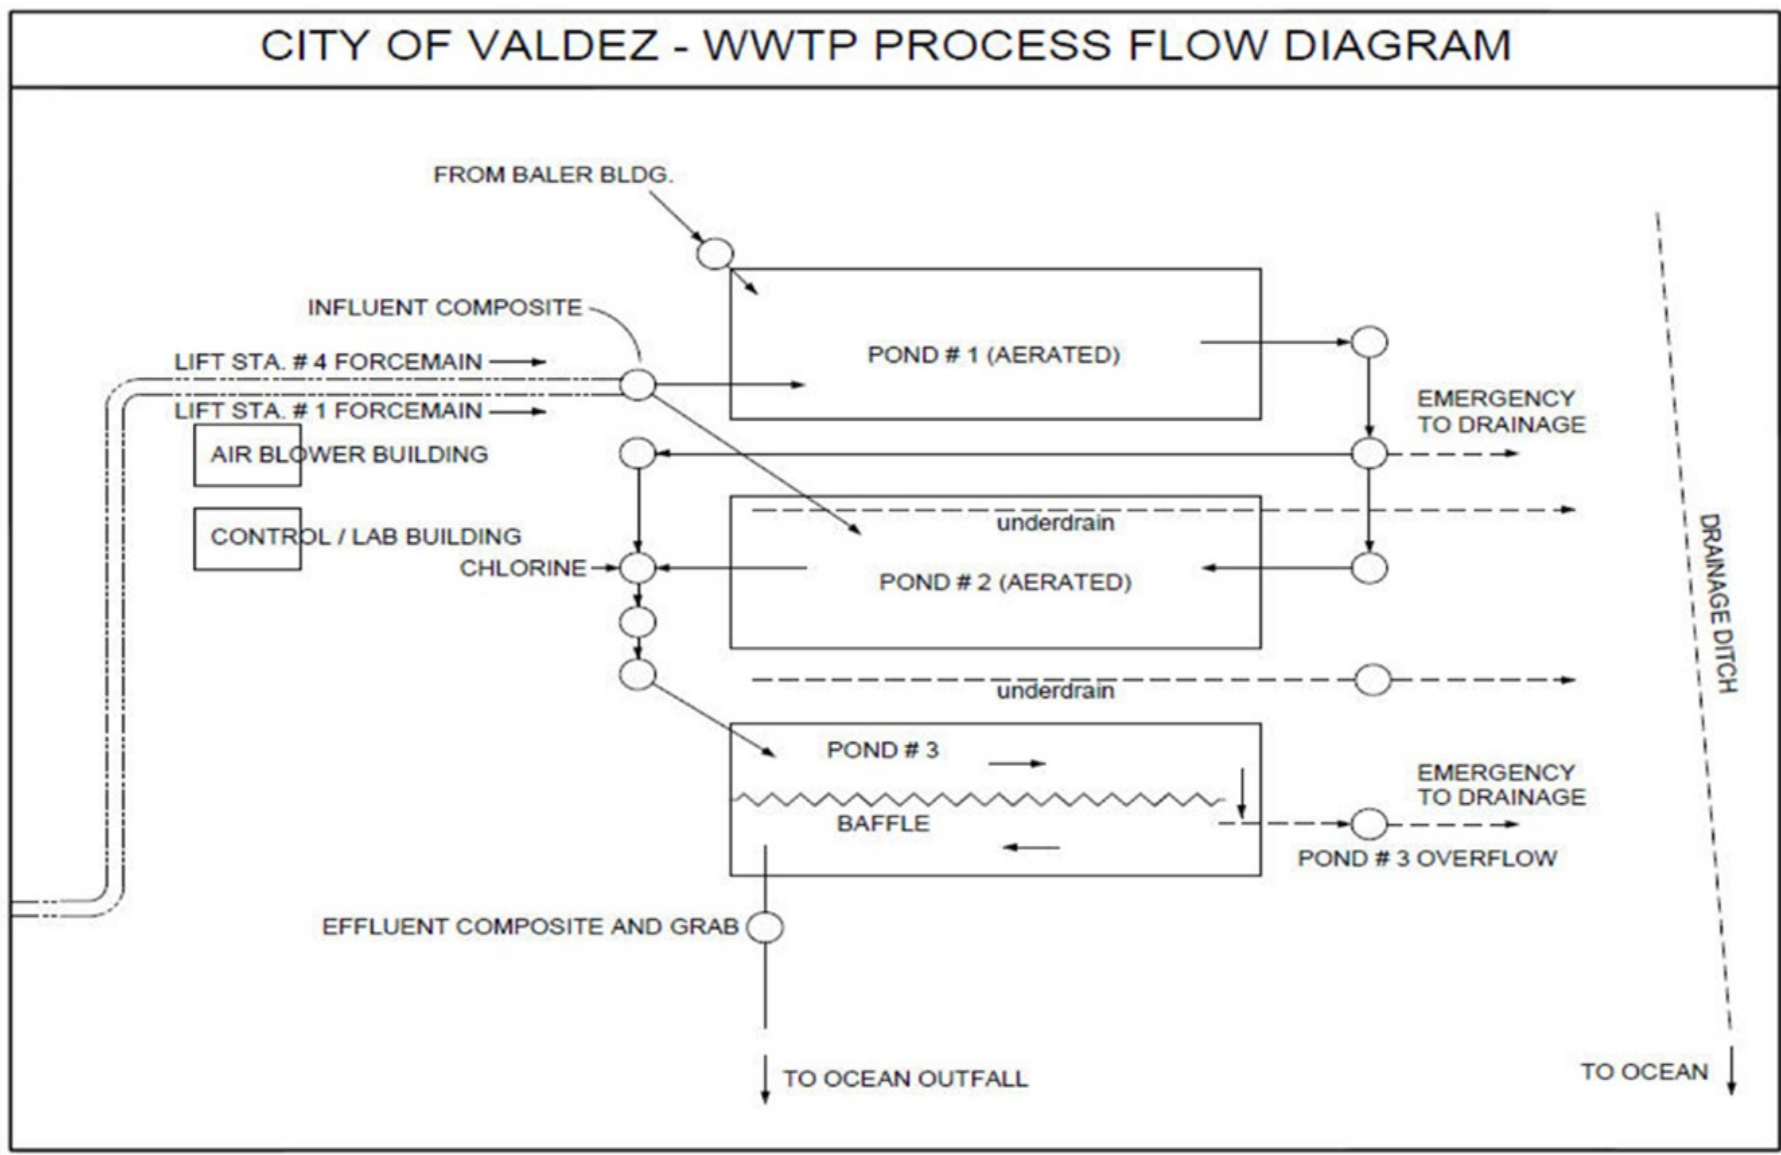 CITY OF VALDEZ - WWTP PROCESS FLOW DIAGRAM
FROM BALER BLDG.
INFLUENT COMPOSITE
LIFT STA. # 4 FORCEMAIN
LIFT STA. # 1 FORCEMAIN
POND # 1 (AERATED)
EMERGENCY
TO DRAINAGE
AIR BLOWER BUILDING
CONTROL / LAB BUILDING
CHLORINE
underdrain
POND # 2 (AERATED)
underdrain
DRAINAGE DITCH
POND # 3
BAFFLE
EMERGENCY
TO DRAINAGE
POND # 3 OVERFLOW
EFFLUENT COMPOSITE AND GRAB
TO OCEAN OUTFALL
TO OCEAN